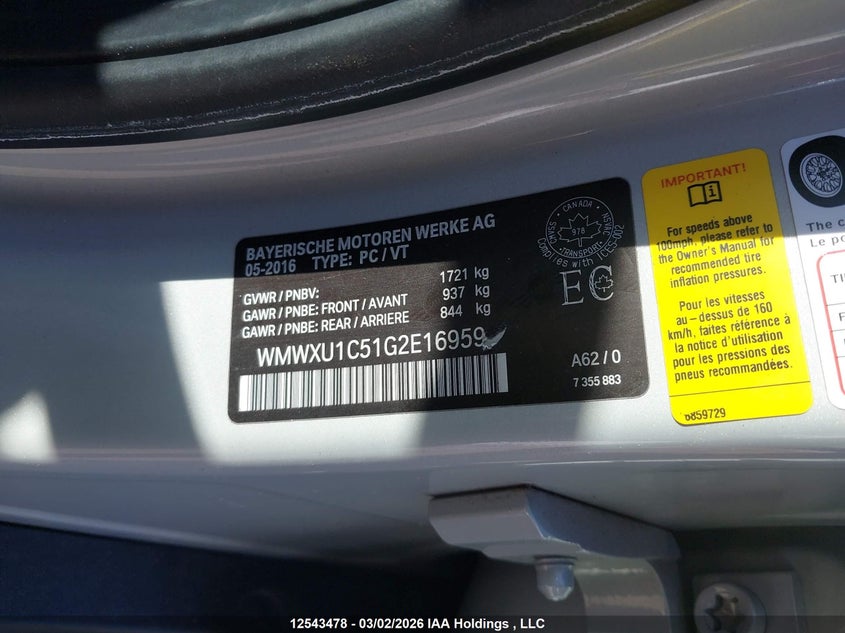 BAYERISCHE MOTOREN WERKE AG
05-2016 TYPE: PC / VT
GVWR / PNBV: 1721 kg
GAWR / PNBE: FRONT / AVANT 937 kg
GAWR / PNBE: REAR / ARRIERE 844 kg
WMWXU1C51G2E16959
A62 / 0
7 355 883
CANADA
978
TRANSPORT
EC
IMPORTANT!
i
For speeds above
100mph, please refer to
the Owner's Manual for
recommended tire
inflation pressures.
Pour les vitesses
au – dessus de 160
km/h, faites référence à
la notice d'utilisation
pour les pressions des
pneus recommandées.
6859729
The c
Le po
12543478 - 03/02/2026 IAA Holdings , LLC